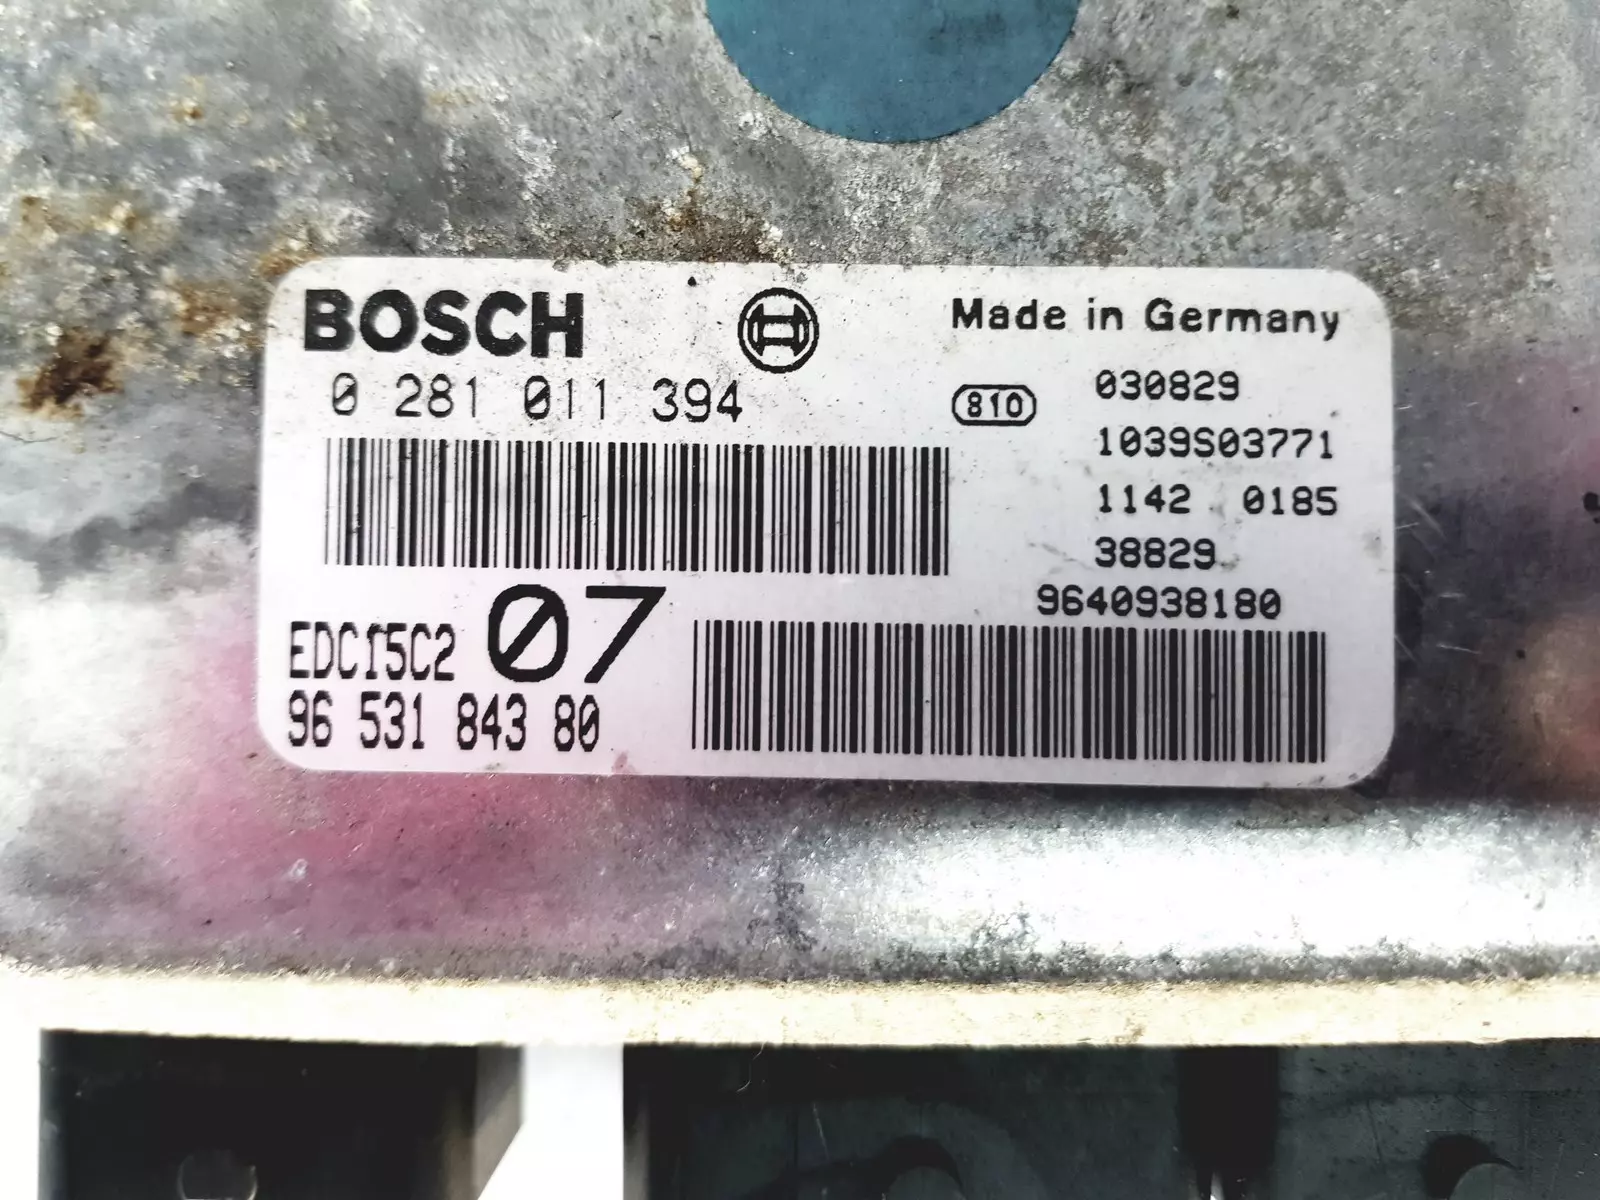 BOSCH
Made in Germany
0 281 011 394
810
030829
1039S03771
1142 0185
38829
9640938180
EDC15C2 07
96 531 843 80